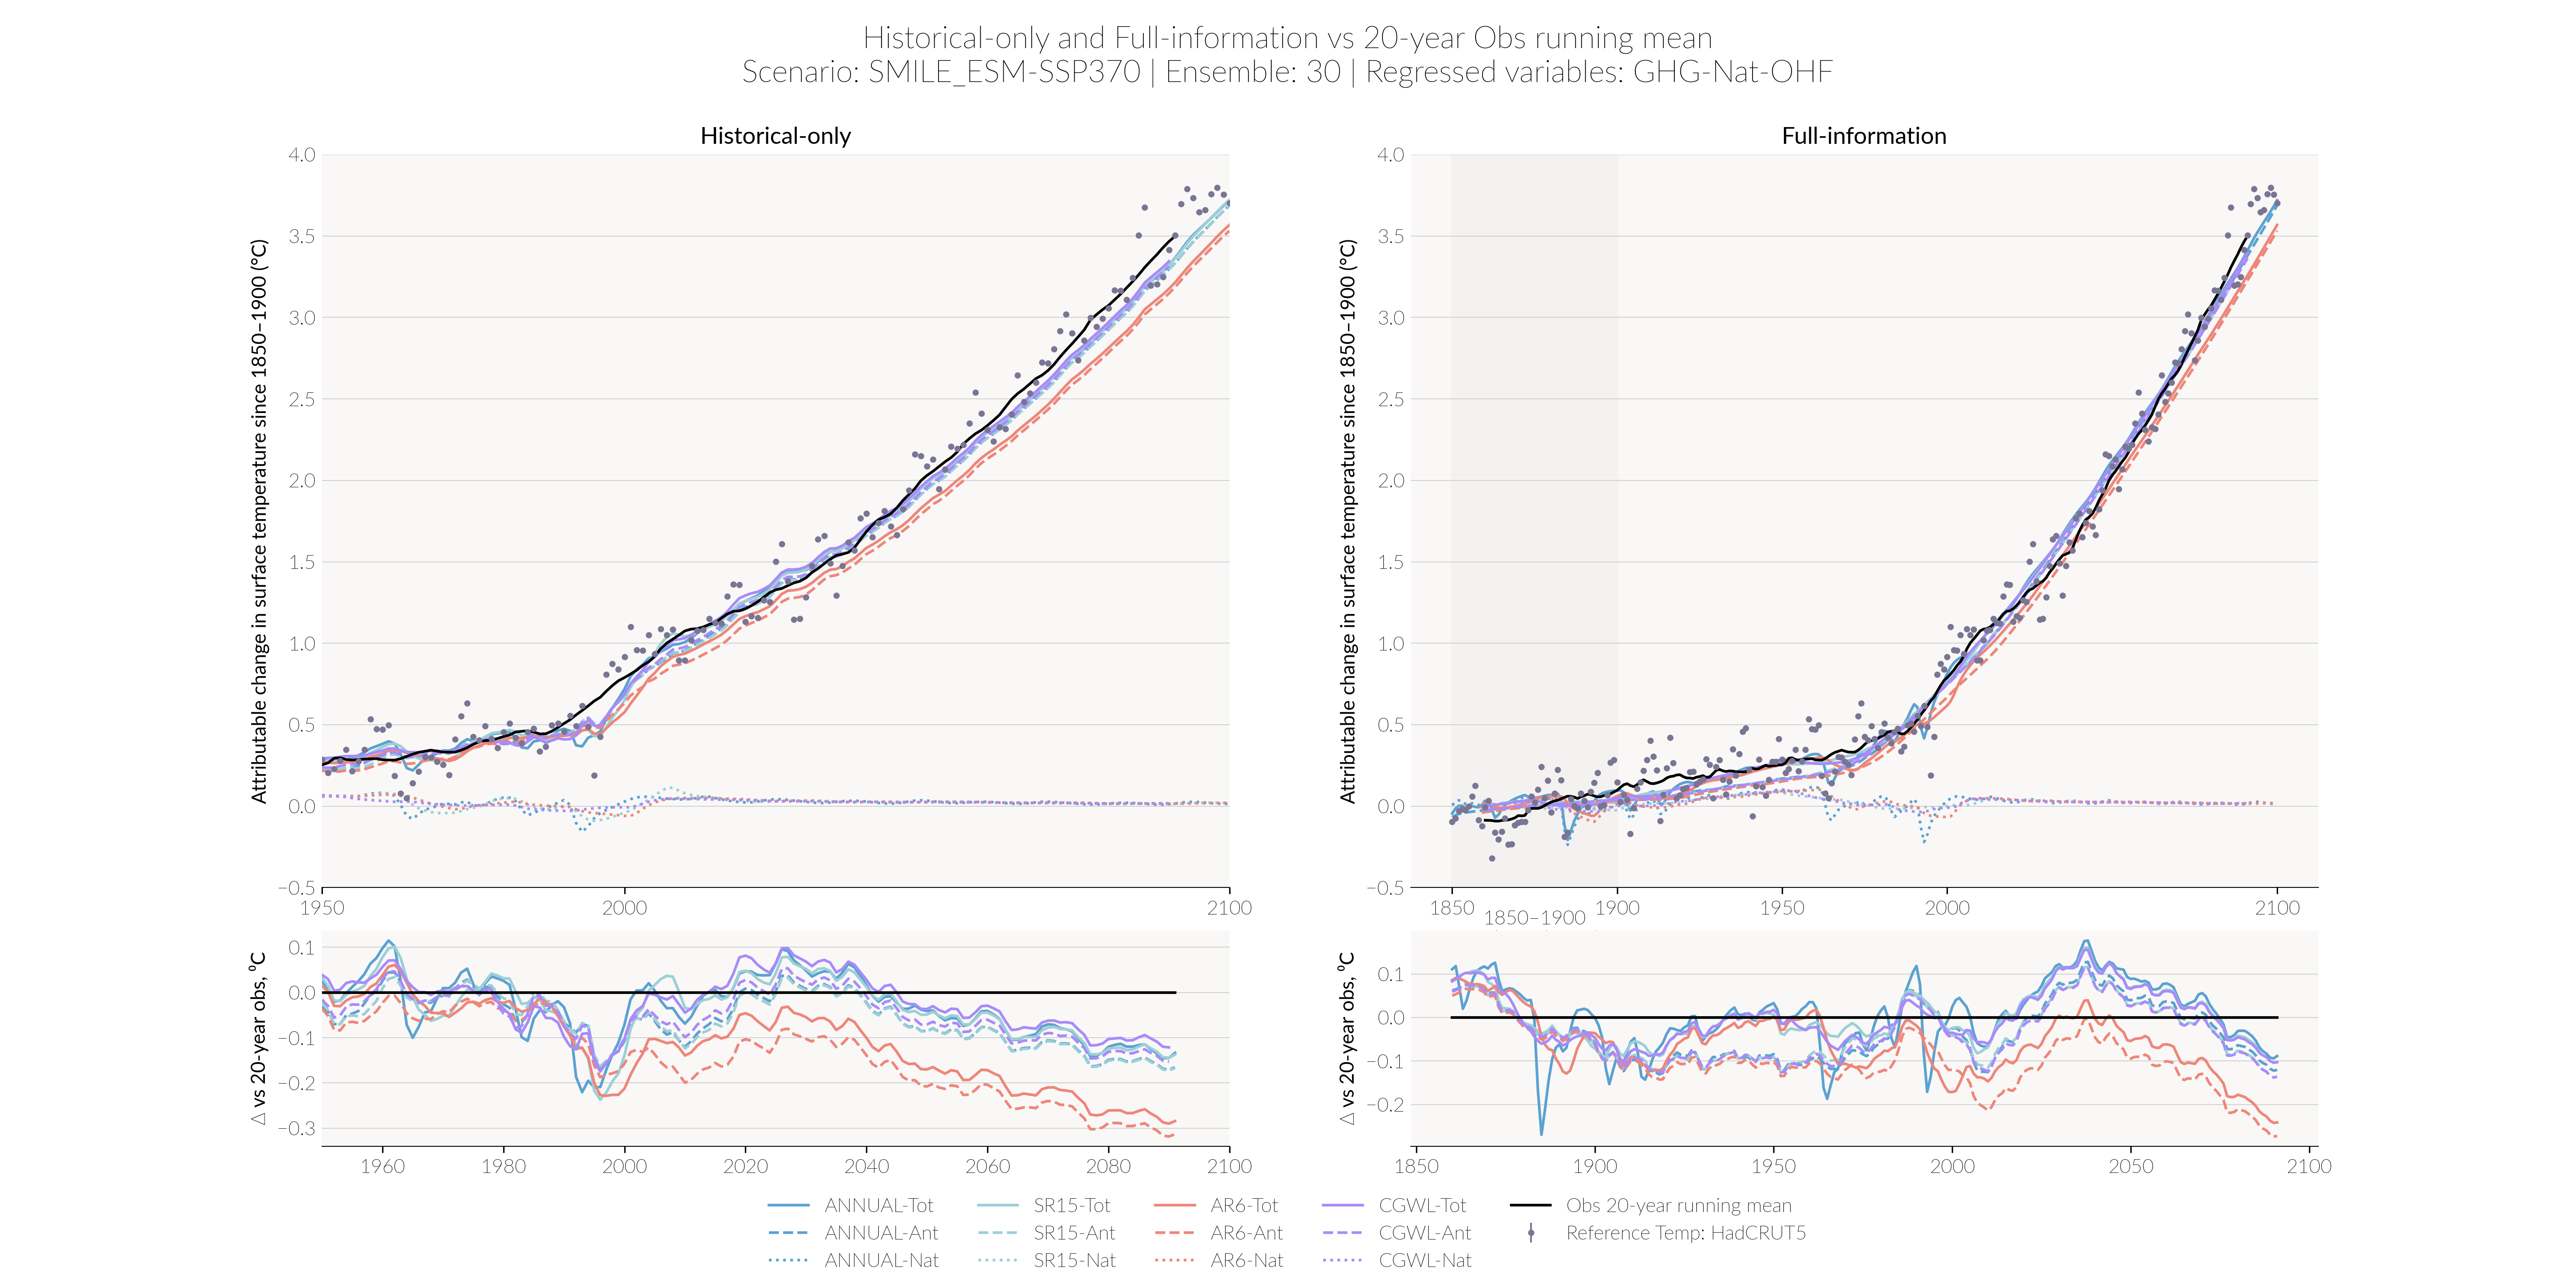 Historical-only and Full-information vs 20-year Obs running mean
Scenario: SMILE_ESM-SSP370 | Ensemble: 30 | Regressed variables: GHG-Nat-OHF
Historical-only
Attributable change in surface temperature since 1850–1900 (°C)
4.0
3.5
3.0
2.5
2.0
1.5
1.0
0.5
0.0
−0.5
1950 2000 2100
Δ vs 20-year obs, °C
0.1
0.0
−0.1
−0.2
−0.3
1960 1980 2000 2020 2040 2060 2080 2100
Full-information
Attributable change in surface temperature since 1850–1900 (°C)
4.0
3.5
3.0
2.5
2.0
1.5
1.0
0.5
0.0
−0.5
1850 1900 1950 2000 2100
1850–1900
Δ vs 20-year obs, °C
0.1
0.0
−0.1
−0.2
1850 1900 1950 2000 2050 2100
ANNUAL-Tot SR15-Tot AR6-Tot CGWL-Tot Obs 20-year running mean
ANNUAL-Ant SR15-Ant AR6-Ant CGWL-Ant Reference Temp: HadCRUT5
ANNUAL-Nat SR15-Nat AR6-Nat CGWL-Nat